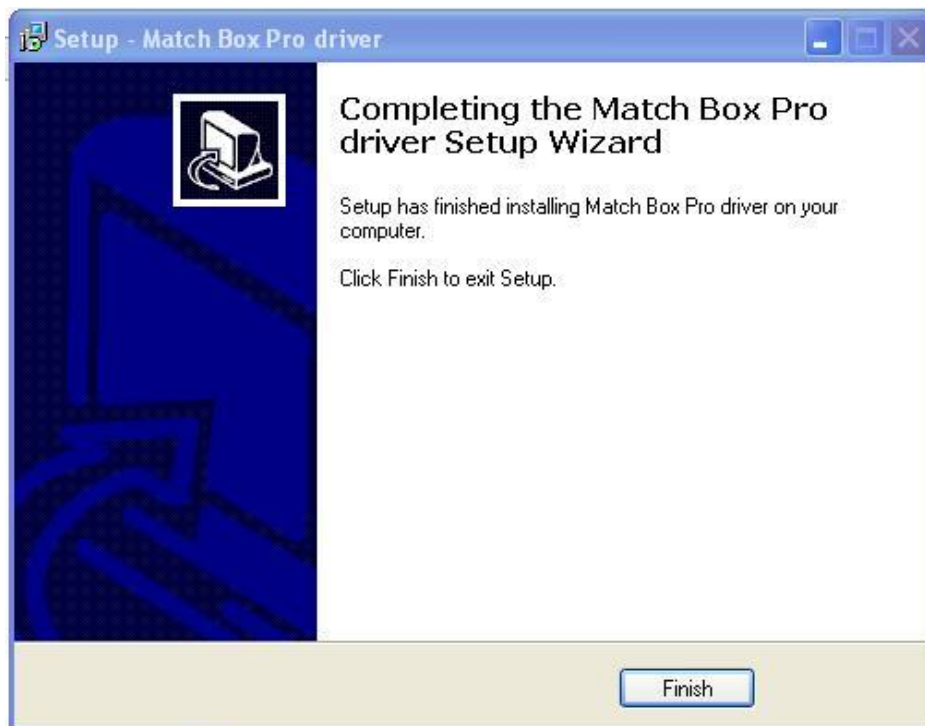 Setup - Match Box Pro driver
Completing the Match Box Pro
driver Setup Wizard
Setup has finished installing Match Box Pro driver on your
computer.
Click Finish to exit Setup.
Finish